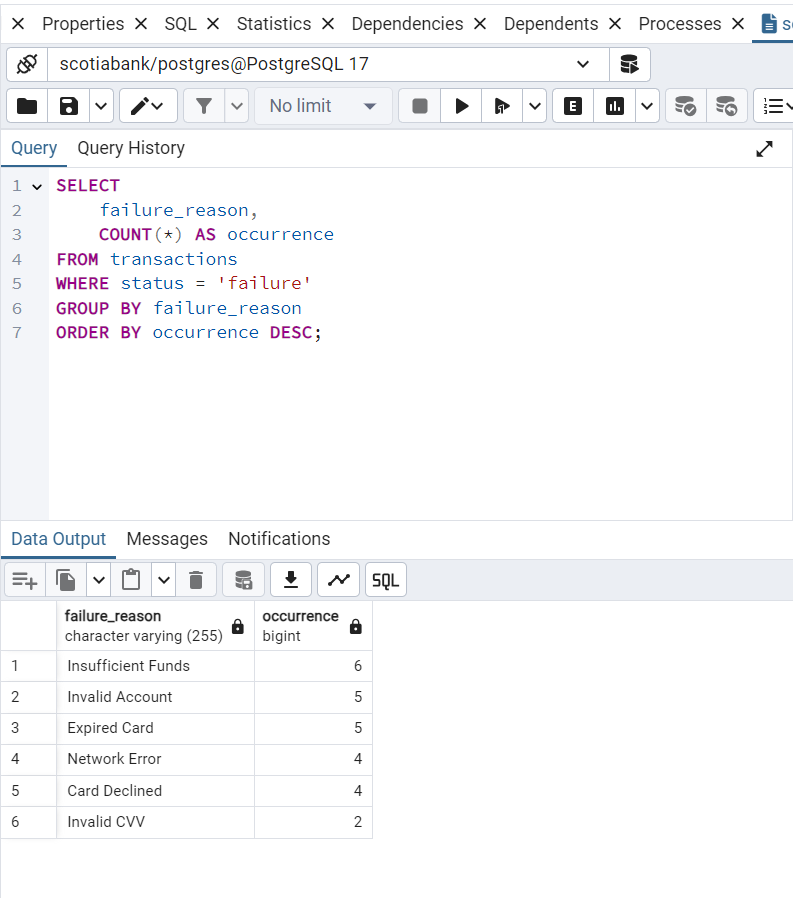 Properties SQL Statistics Dependencies Dependents Processes
scotiabank/postgres@PostgreSQL 17
No limit E
Query Query History
1 SELECT
2 failure_reason,
3 COUNT(*) AS occurrence
4 FROM transactions
5 WHERE status = 'failure'
6 GROUP BY failure_reason
7 ORDER BY occurrence DESC;
Data Output Messages Notifications
SQL
failure_reason occurrence
character varying (255) bigint
1 Insufficient Funds 6
2 Invalid Account 5
3 Expired Card 5
4 Network Error 4
5 Card Declined 4
6 Invalid CVV 2